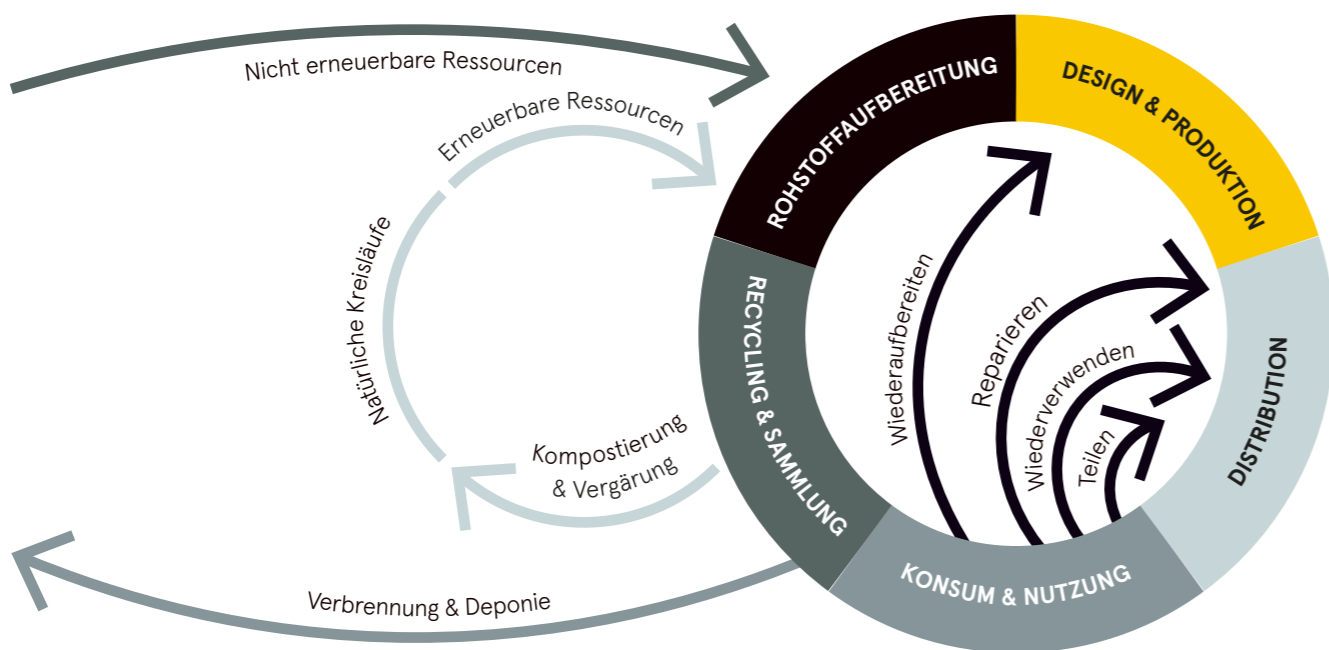 Nicht erneuerbare Ressourcen
Erneuerbare Ressourcen
Natürliche Kreisläufe
Kompostierung
& Vergärung
Verbrennung & Deponie
ROHSTOFFAUFBEREITUNG
DESIGN & PRODUKTION
DISTRIBUTION
KONSUM & NUTZUNG
RECYCLING & SAMMLUNG
Wiederaufbereiten
Reparieren
Wiederverwenden
Teilen